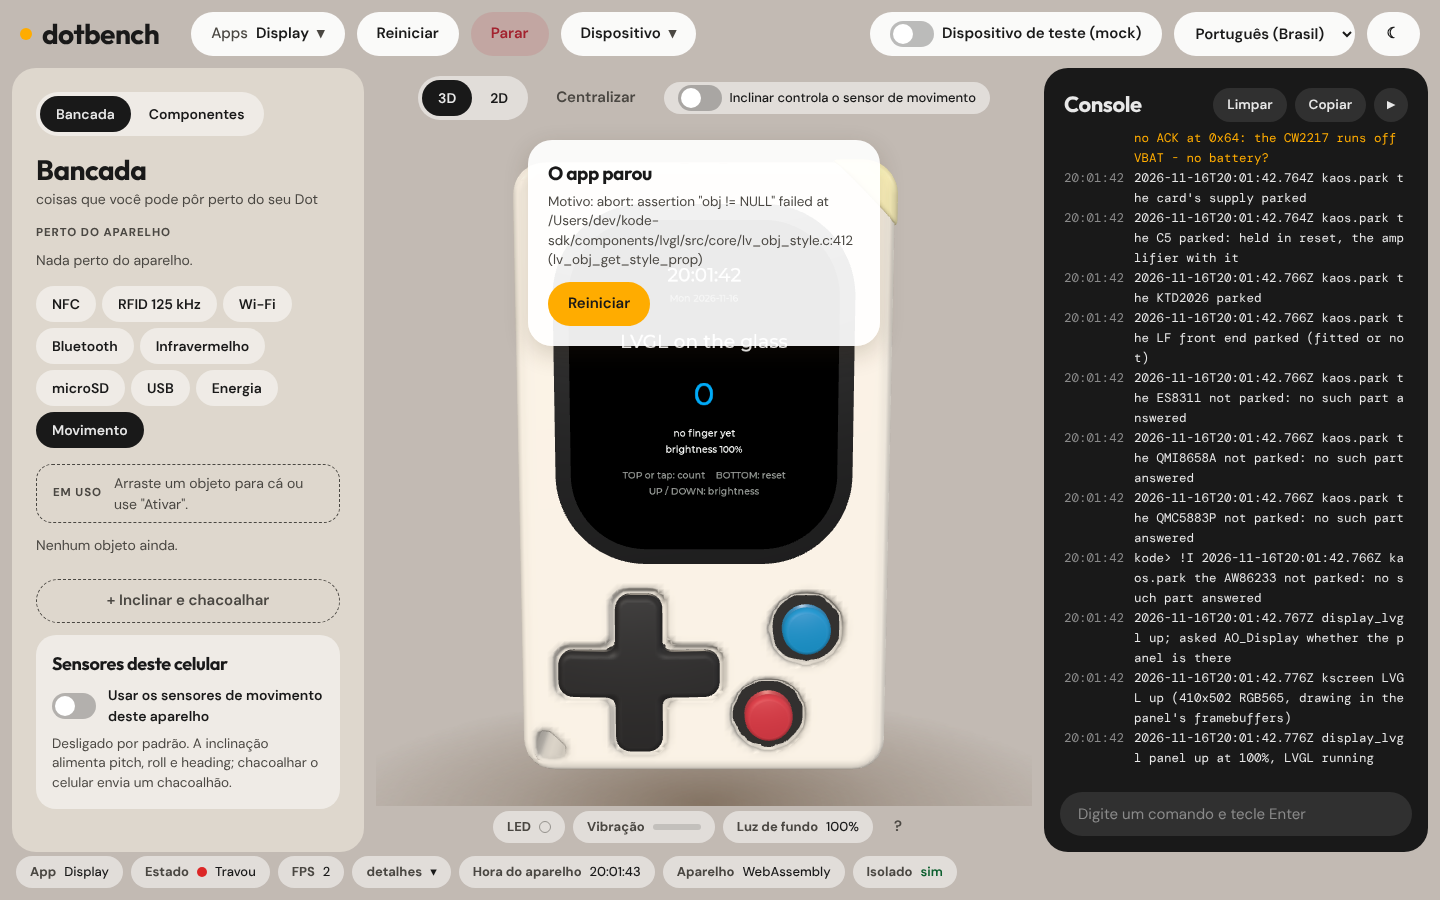 dotbench
Apps Display ▾
Reiniciar
Parar
Dispositivo ▾
Dispositivo de teste (mock)
Português (Brasil)
Bancada
Componentes
Bancada
coisas que você pode pôr perto do seu Dot
PERTO DO APARELHO
Nada perto do aparelho.
NFC
RFID 125 kHz
Wi-Fi
Bluetooth
Infravermelho
microSD
USB
Energia
Movimento
EM USO
Arraste um objeto para cá ou
use "Ativar".
Nenhum objeto ainda.
+ Inclinar e chacoalhar
Sensores deste celular
Usar os sensores de movimento
deste aparelho
Desligado por padrão. A inclinação
alimenta pitch, roll e heading; chacoalhar o
celular envia um chacoalhão.
3D
2D
Centralizar
Inclinar controla o sensor de movimento
O app parou
Motivo: abort: assertion "obj != NULL" failed at
/Users/dev/kode-
sdk/components/lvgl/src/core/lv_obj_style.c:412
(lv_obj_get_style_prop)
Reiniciar
20:01:42
Mon 2026-11-16
LVGL on the glass
0
no finger yet
brightness 100%
TOP or tap: count BOTTOM: reset
UP / DOWN: brightness
LED
Vibração
Luz de fundo 100%
?
Console
Limpar
Copiar
no ACK at 0x64: the CW2217 runs off
VBAT - no battery?
20:01:42 2026-11-16T20:01:42.764Z kaos.park t
he card's supply parked
20:01:42 2026-11-16T20:01:42.764Z kaos.park t
he C5 parked: held in reset, the amp
lifier with it
20:01:42 2026-11-16T20:01:42.766Z kaos.park t
he KTD2026 parked
20:01:42 2026-11-16T20:01:42.766Z kaos.park t
he LF front end parked (fitted or no
t)
20:01:42 2026-11-16T20:01:42.766Z kaos.park t
he ES8311 not parked: no such part a
nswered
20:01:42 2026-11-16T20:01:42.766Z kaos.park t
he QMI8658A not parked: no such part
answered
20:01:42 2026-11-16T20:01:42.766Z kaos.park t
he QMC5883P not parked: no such part
answered
20:01:42 kode> !I 2026-11-16T20:01:42.766Z ka
os.park the AW86233 not parked: no s
uch part answered
20:01:42 2026-11-16T20:01:42.767Z display_lvg
l up; asked AO_Display whether the p
anel is there
20:01:42 2026-11-16T20:01:42.776Z kscreen LVG
L up (410x502 RGB565, drawing in the
panel's framebuffers)
20:01:42 2026-11-16T20:01:42.776Z display_lvg
l panel up at 100%, LVGL running
Digite um comando e tecle Enter
App Display
Estado Travou
FPS 2
detalhes ▾
Hora do aparelho 20:01:43
Aparelho WebAssembly
Isolado sim